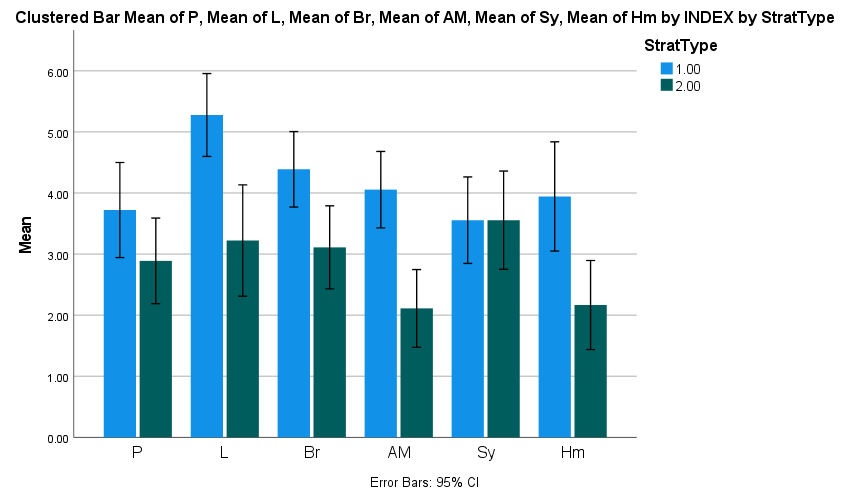 Clustered Bar Mean of P, Mean of L, Mean of Br, Mean of AM, Mean of Sy, Mean of Hm by INDEX by StratType
StratType
1.00
2.00
6.00
5.00
4.00
3.00
2.00
1.00
0.00
Mean
P L Br AM Sy Hm
Error Bars: 95% CI